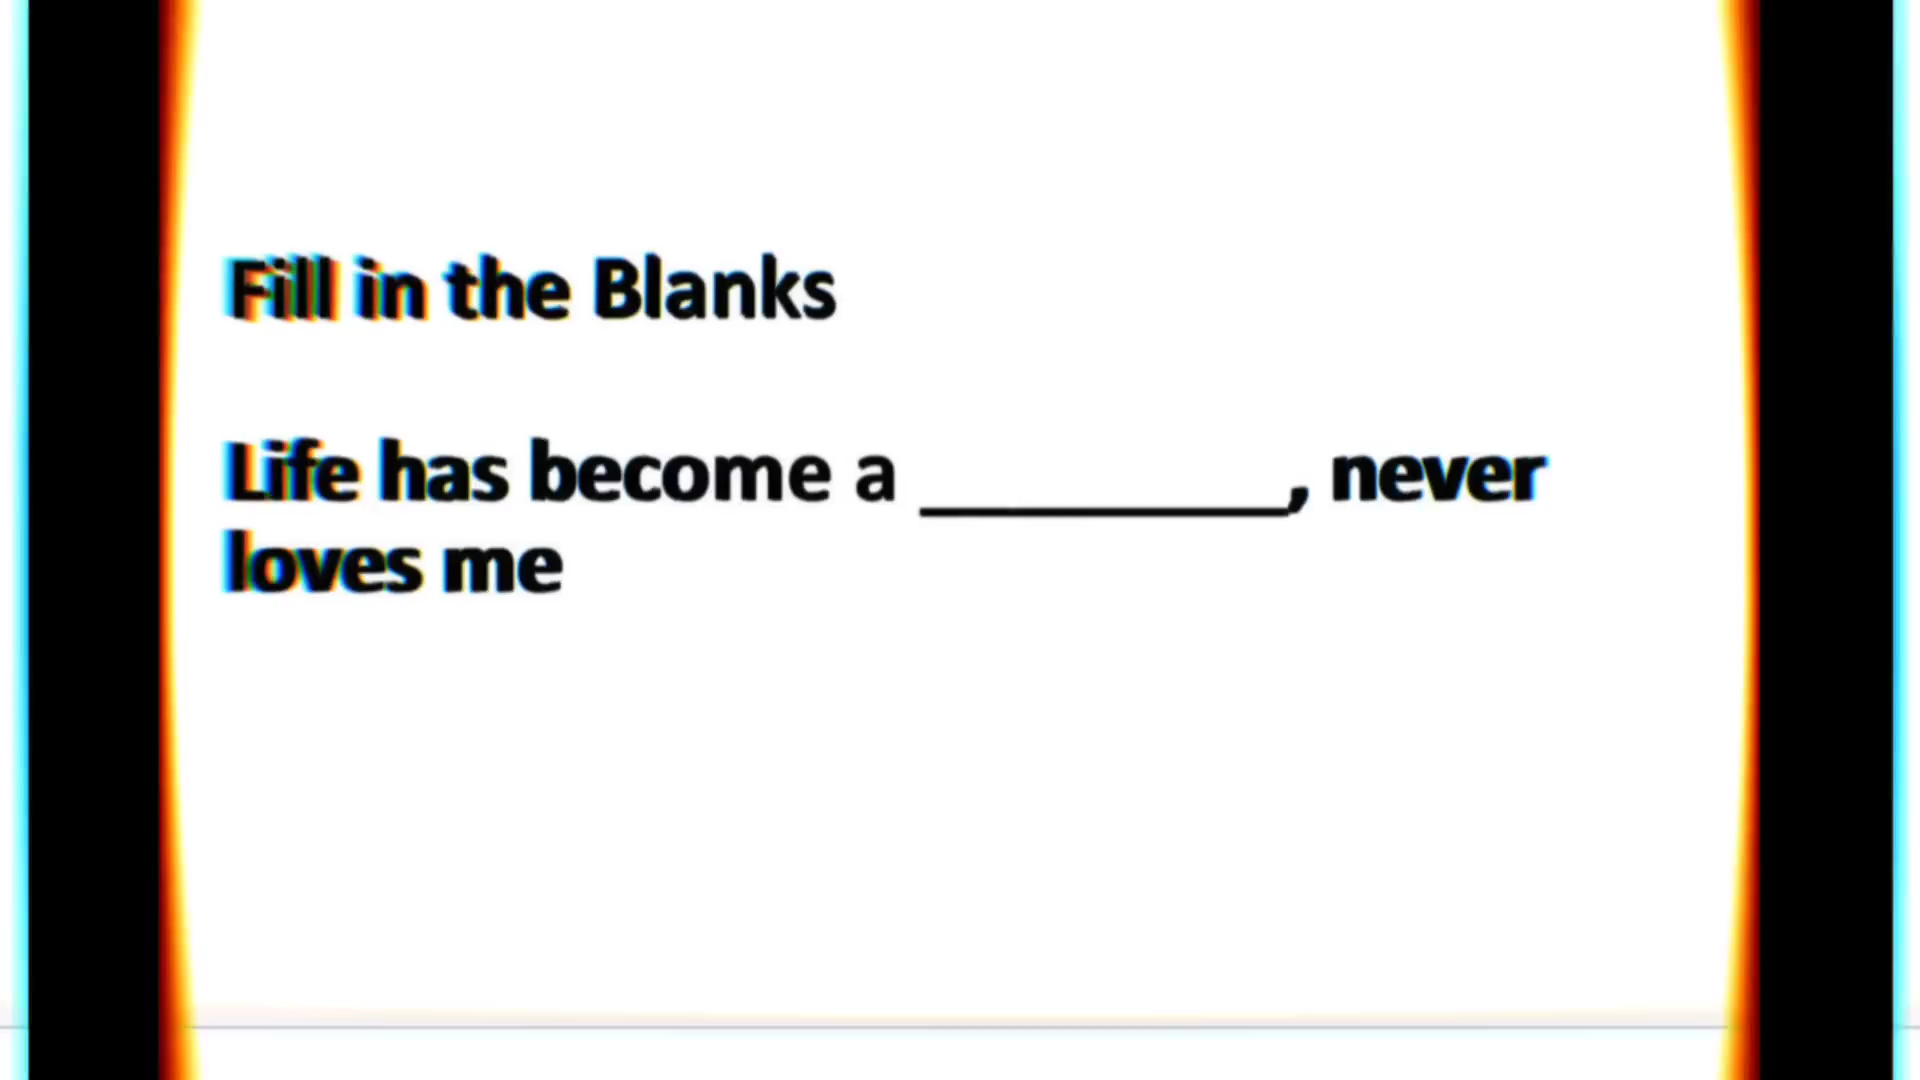 Fill in the Blanks
Life has become a __________, never
loves me